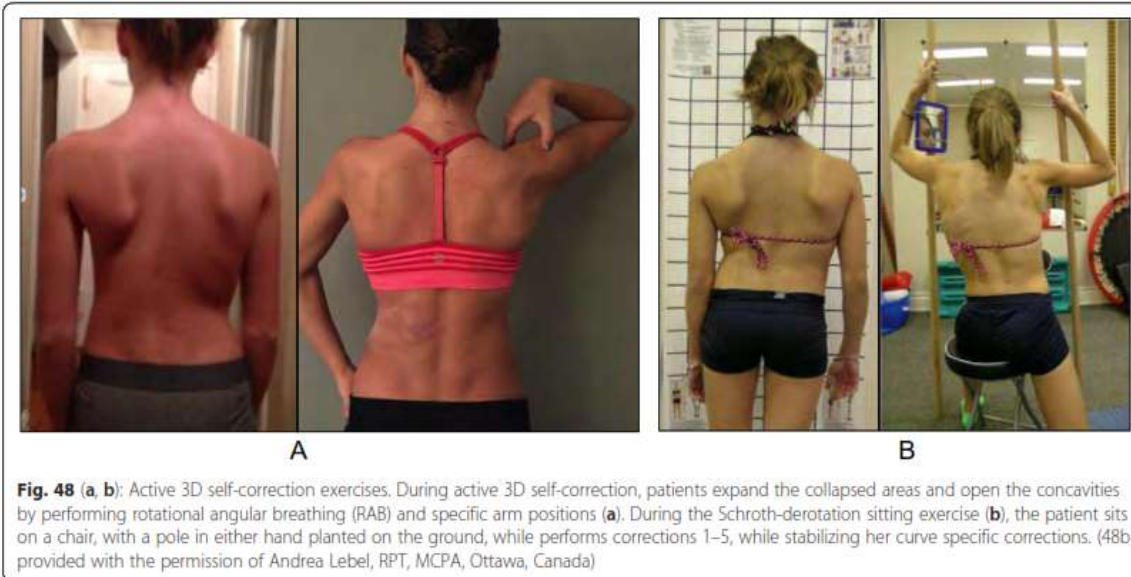 A
B
Fig. 48 (a, b): Active 3D self-correction exercises. During active 3D self-correction, patients expand the collapsed areas and open the concavities
by performing rotational angular breathing (RAB) and specific arm positions (a). During the Schroth-derotation sitting exercise (b), the patient sits
on a chair, with a pole in either hand planted on the ground, while performs corrections 1–5, while stabilizing her curve specific corrections. (48b
provided with the permission of Andrea Lebel, RPT, MCPA, Ottawa, Canada)